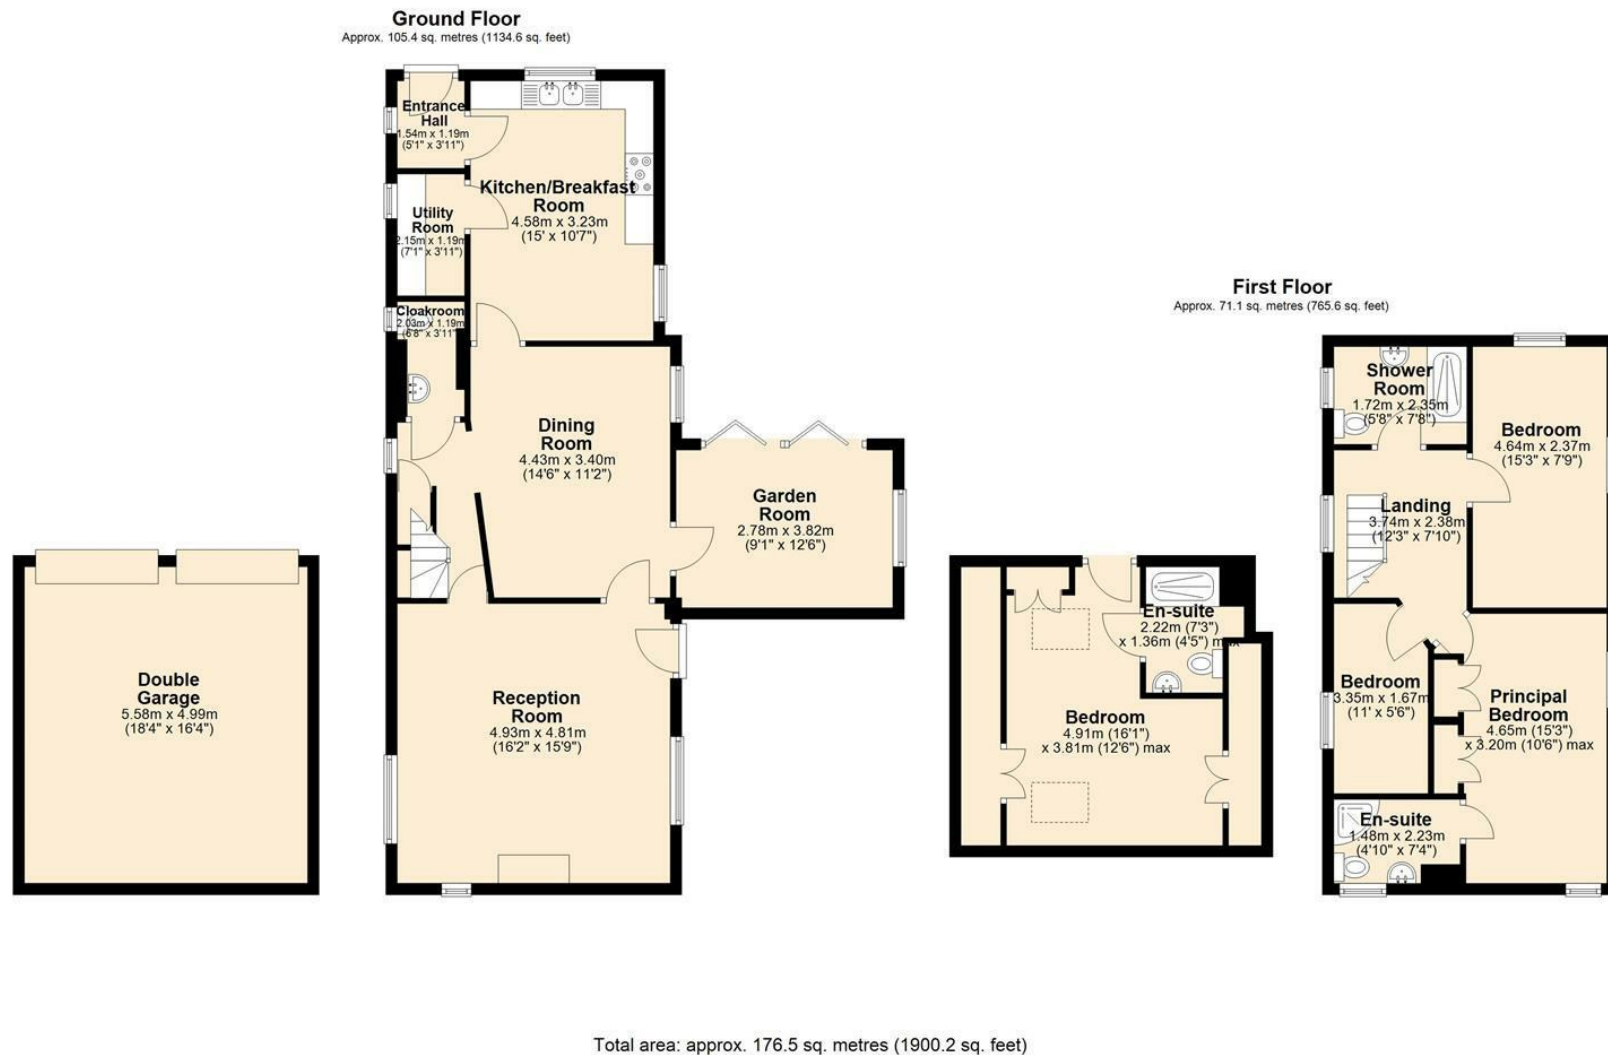 Ground Floor
Approx. 105.4 sq. metres (1134.6 sq. feet)
Entrance
Hall
1.54m x 1.19m
(5'1" x 3'11")
Kitchen/Breakfast
Room
4.58m x 3.23m
(15' x 10'7")
Utility
Room
2.15m x 1.19m
(7'1" x 3'11")
Cloakroom
2.03m x 1.19m
(6'8" x 3'11")
Dining
Room
4.43m x 3.40m
(14'6" x 11'2")
Garden
Room
2.78m x 3.82m
(9'1" x 12'6")
Double
Garage
5.58m x 4.99m
(18'4" x 16'4")
Reception
Room
4.93m x 4.81m
(16'2" x 15'9")
First Floor
Approx. 71.1 sq. metres (765.6 sq. feet)
Shower
Room
1.72m x 2.35m
(5'8" x 7'8")
Bedroom
4.64m x 2.37m
(15'3" x 7'9")
Landing
3.74m x 2.38m
(12'3" x 7'10")
En-suite
2.22m (7'3")
x 1.36m (4'5") max
Bedroom
4.91m (16'1")
x 3.81m (12'6") max
Bedroom
3.35m x 1.67m
(11' x 5'6")
Principal
Bedroom
4.65m (15'3")
x 3.20m (10'6") max
En-suite
1.48m x 2.23m
(4'10" x 7'4")
Total area: approx. 176.5 sq. metres (1900.2 sq. feet)